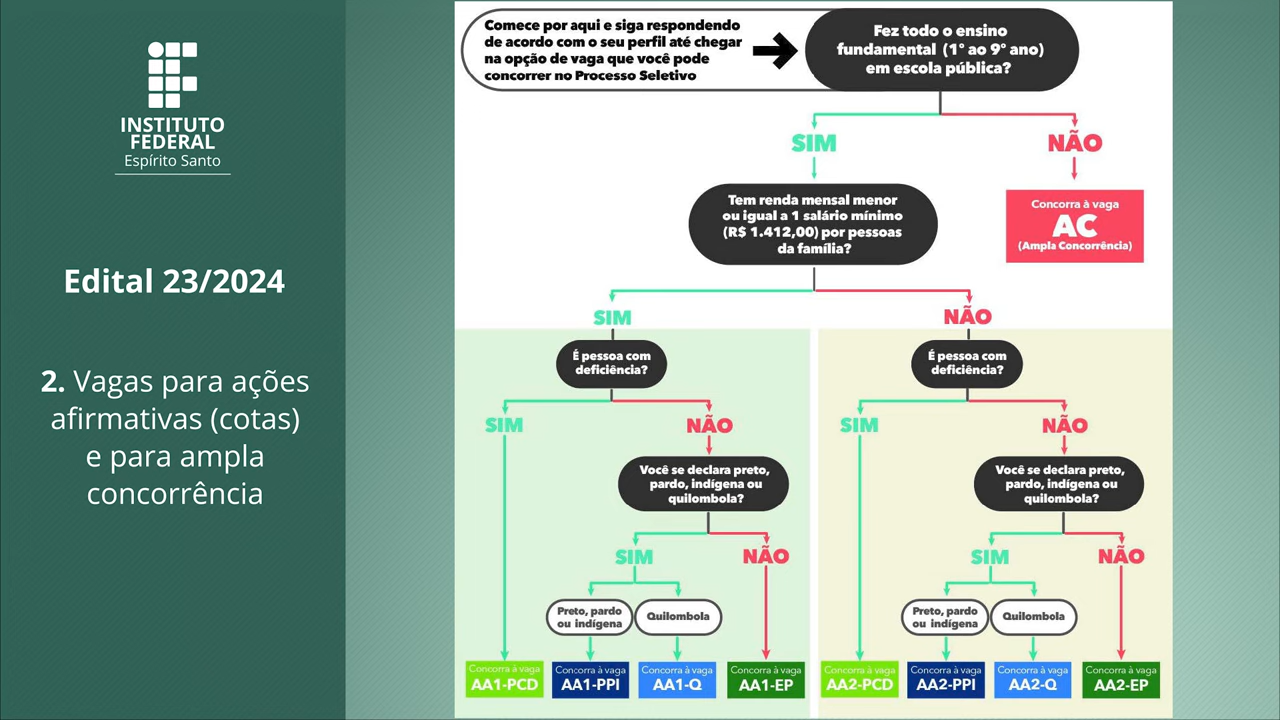 INSTITUTO
FEDERAL
Espírito Santo
Edital 23/2024
2. Vagas para ações
afirmativas (cotas)
e para ampla
concorrência
Comece por aqui e siga respondendo
de acordo com o seu perfil até chegar
na opção de vaga que você pode
concorrer no Processo Seletivo
Fez todo o ensino
fundamental (1º ao 9º ano)
em escola pública?
SIM
NÃO
Tem renda mensal menor
ou igual a 1 salário mínimo
(R$ 1.412,00) por pessoas
da família?
Concorra à vaga
AC
(Ampla Concorrência)
SIM
NÃO
É pessoa com
deficiência?
SIM
NÃO
Você se declara preto,
pardo, indígena ou
quilombola?
SIM
NÃO
Preto, pardo
ou indígena
Quilombola
Concorra à vaga
AA1-PCD
Concorra à vaga
AA1-PPI
Concorra à vaga
AA1-Q
Concorra à vaga
AA1-EP
É pessoa com
deficiência?
SIM
NÃO
Você se declara preto,
pardo, indígena ou
quilombola?
SIM
NÃO
Preto, pardo
ou indígena
Quilombola
Concorra à vaga
AA2-PCD
Concorra à vaga
AA2-PPI
Concorra à vaga
AA2-Q
Concorra à vaga
AA2-EP